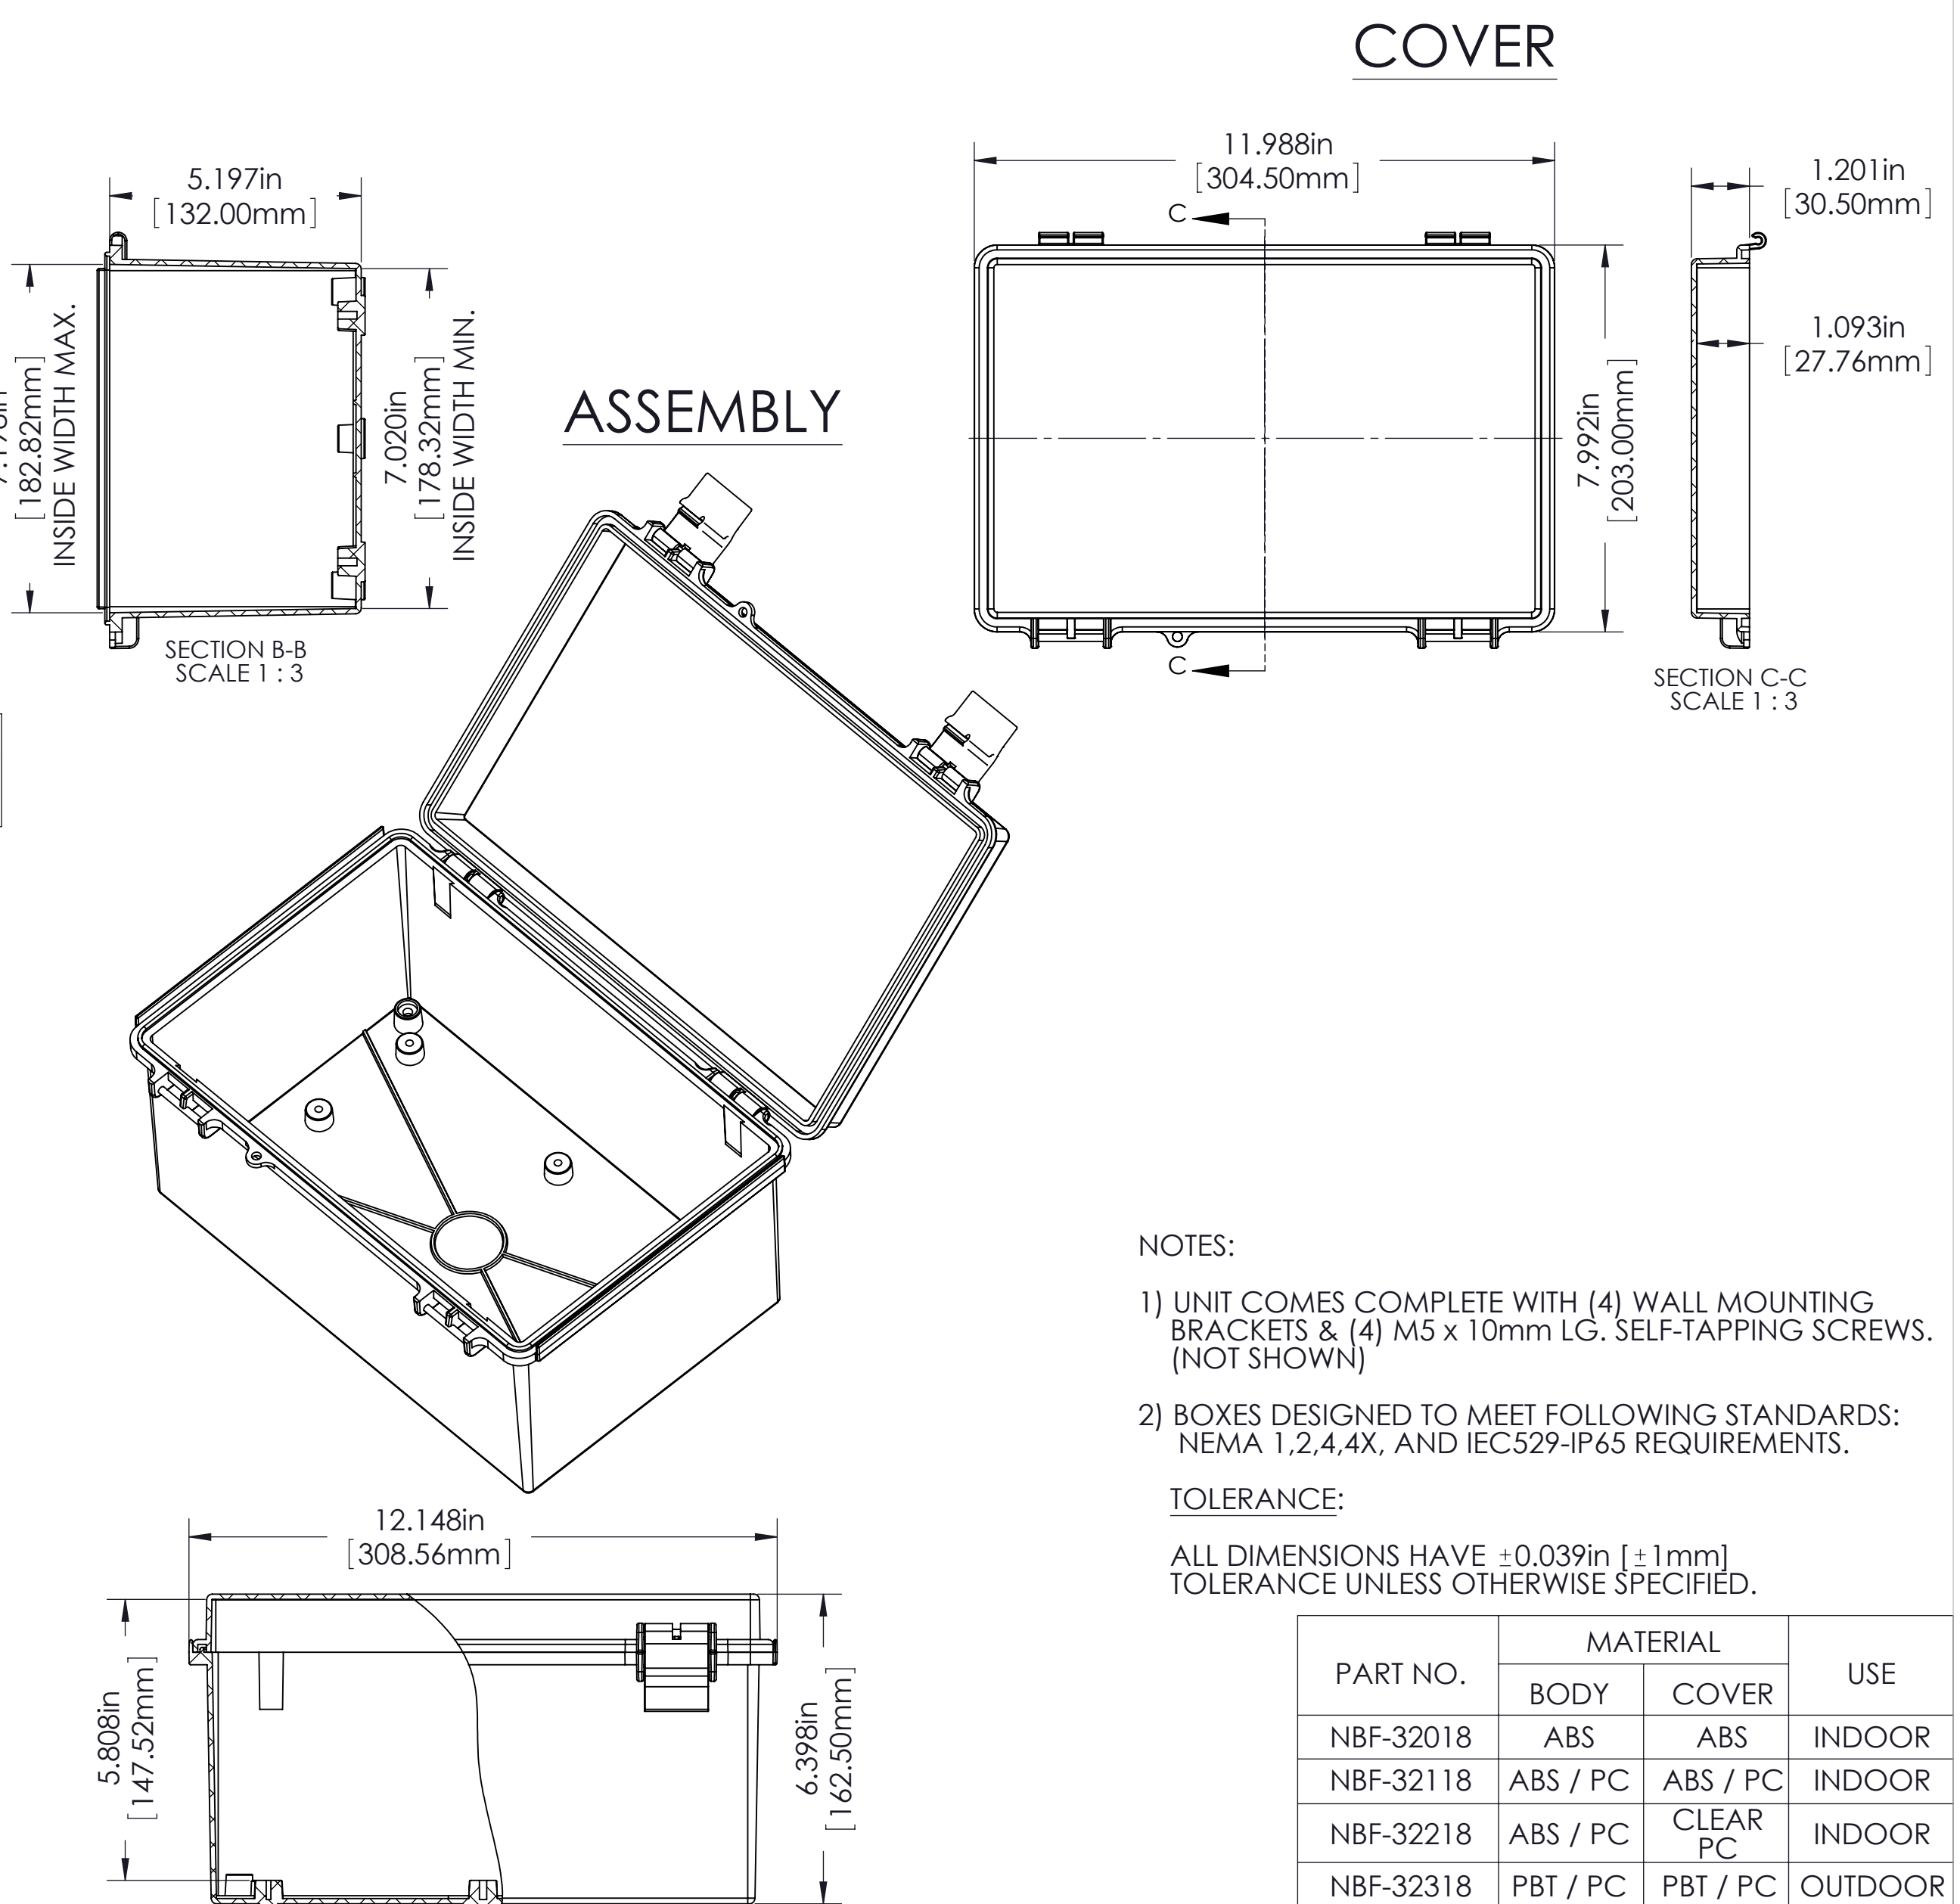 COVER
5.197in
[132.00mm]
[182.82mm]
INSIDE WIDTH MAX.
7.020in
[178.32mm]
INSIDE WIDTH MIN.
SECTION B-B
SCALE 1 : 3
ASSEMBLY
11.988in
[304.50mm]
C
C
7.992in
[203.00mm]
1.201in
[30.50mm]
1.093in
[27.76mm]
SECTION C-C
SCALE 1 : 3
NOTES:
1) UNIT COMES COMPLETE WITH (4) WALL MOUNTING
BRACKETS & (4) M5 x 10mm LG. SELF-TAPPING SCREWS.
(NOT SHOWN)
2) BOXES DESIGNED TO MEET FOLLOWING STANDARDS:
NEMA 1,2,4,4X, AND IEC529-IP65 REQUIREMENTS.
TOLERANCE:
ALL DIMENSIONS HAVE ±0.039in [±1mm]
TOLERANCE UNLESS OTHERWISE SPECIFIED.
12.148in
[308.56mm]
5.808in
[147.52mm]
6.398in
[162.50mm]
PART NO. MATERIAL USE
BODY COVER
NBF-32018 ABS ABS INDOOR
NBF-32118 ABS / PC ABS / PC INDOOR
NBF-32218 ABS / PC CLEAR PC INDOOR
NBF-32318 PBT / PC PBT / PC OUTDOOR